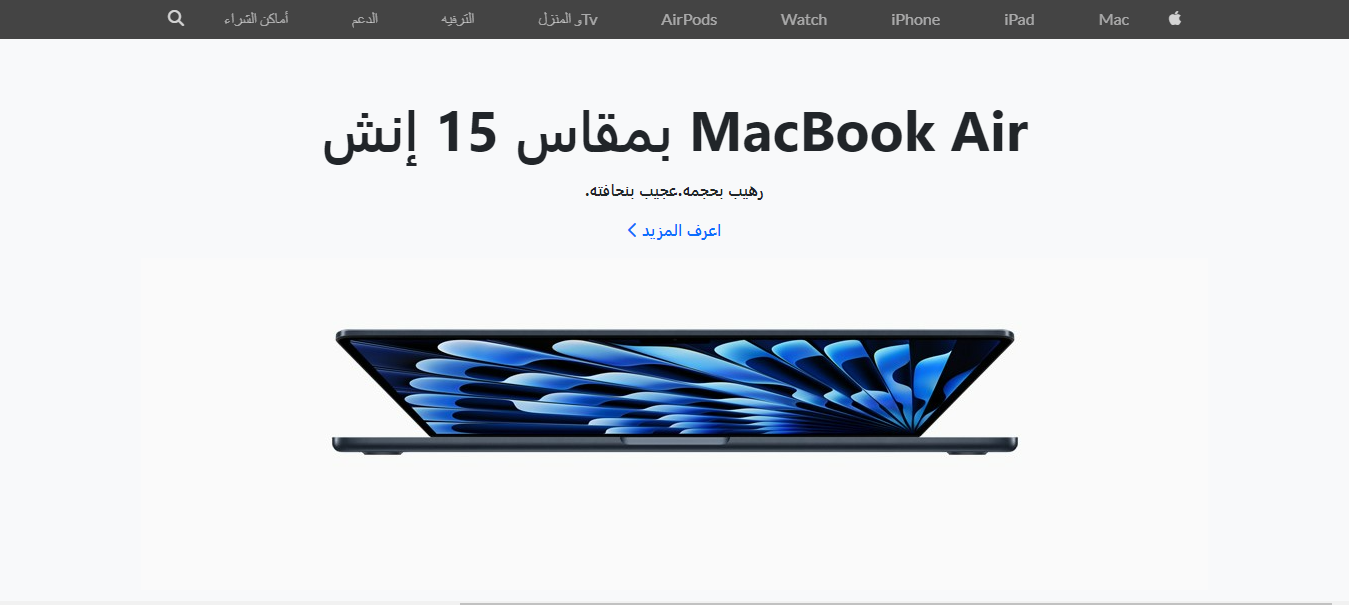 Mac iPad iPhone Watch AirPods Tvو المنزل الترفيه الدعم أماكن الشراء
MacBook Air بمقاس 15 إنش
رهيب بحجمه.عجيب بنحافته.
اعرف المزيد